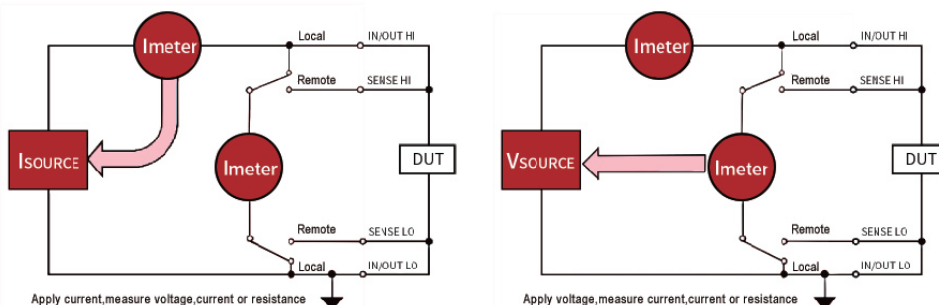 Imeter
Local
IN/OUT HI
Remote
SENSE HI
ISOURCE
Imeter
DUT
Remote
SENSE LO
Local
IN/OUT LO
Apply current,measure voltage,current or resistance
Imeter
Local
IN/OUT HI
Remote
SENSE HI
VSOURCE
Imeter
DUT
Remote
SENSE LO
Local
IN/OUT LO
Apply voltage,measure current,current or resistance